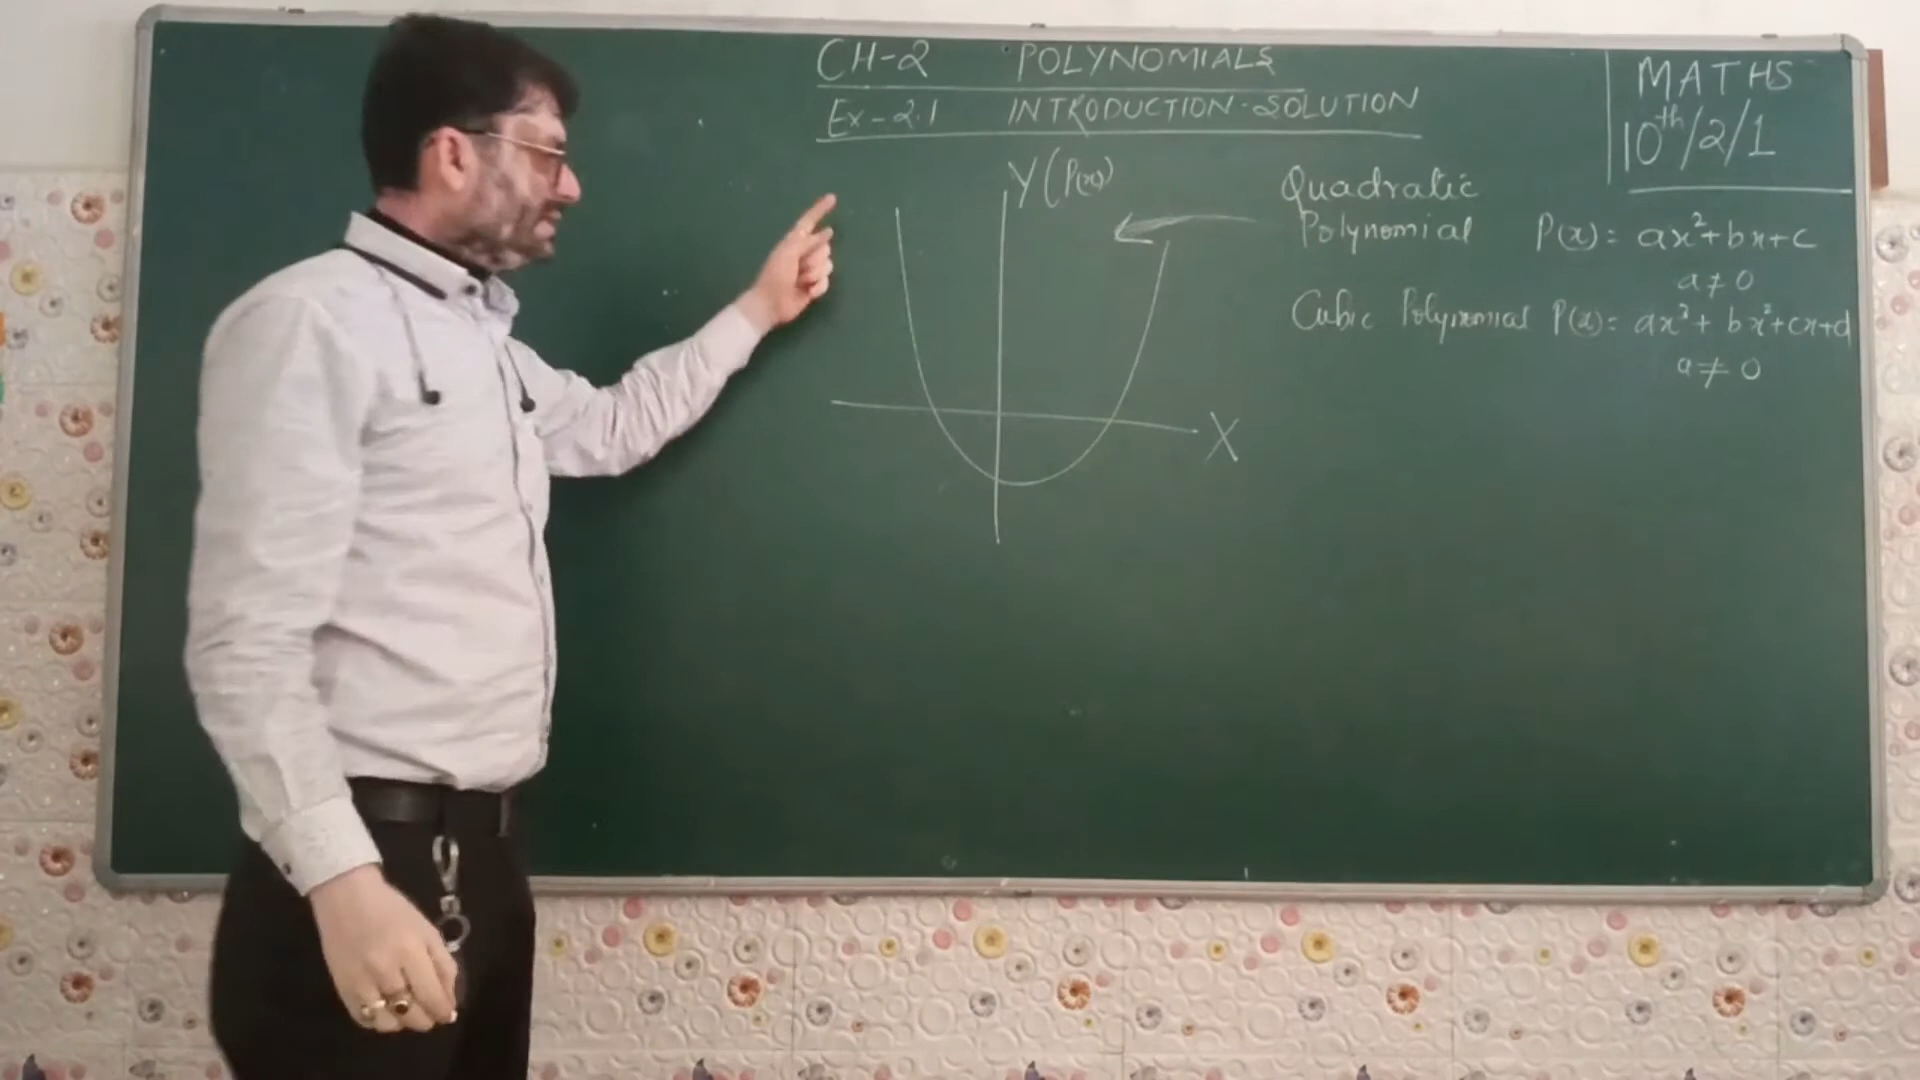 CH-2 POLYNOMIALS
Ex-2.1 INTRODUCTION-SOLUTION
MATHS
10th/2/1
Y(P(x)
X
Quadratic
Polynomial P(x) = ax²+bx+c
a ≠ 0
Cubic Polynomial P(x) = ax³+ bx²+cx+d
a ≠ 0